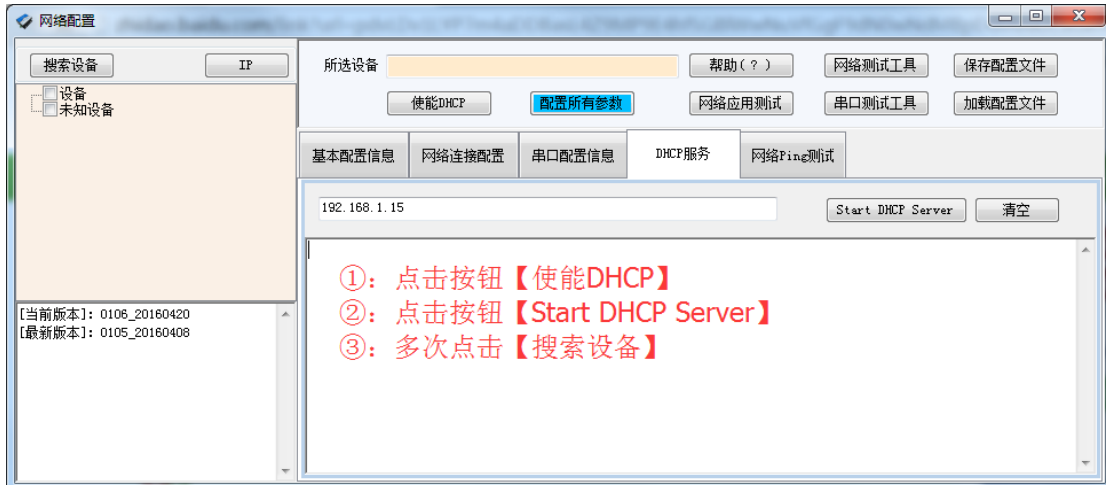 网络配置
搜索设备
IP
设备
未知设备
[当前版本]: 0106_20160420
[最新版本]: 0105_20160408
所选设备
帮助(?)
网络测试工具
保存配置文件
使能DHCP
配置所有参数
网络应用测试
串口测试工具
加载配置文件
基本配置信息
网络连接配置
串口配置信息
DHCP服务
网络Ping测试
192.168.1.15
Start DHCP Server
清空
①：点击按钮【使能DHCP】
②：点击按钮【Start DHCP Server】
③：多次点击【搜索设备】